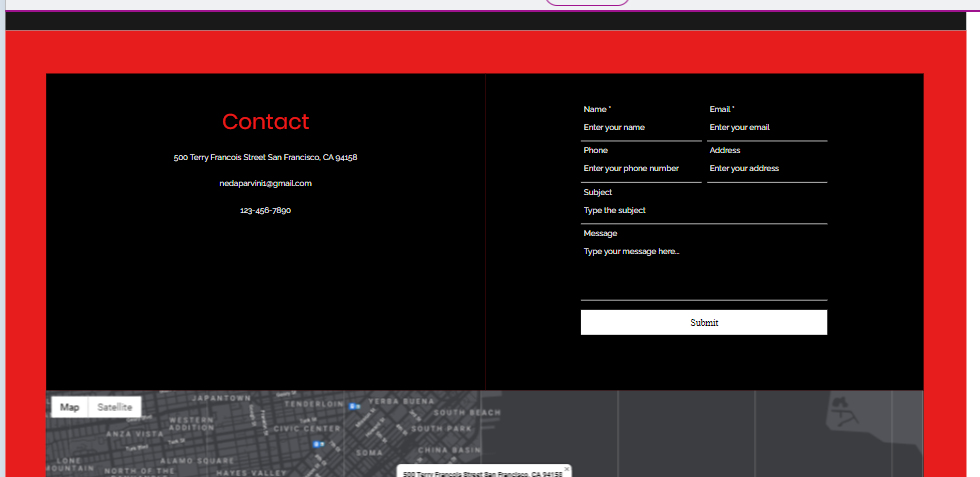 Contact
500 Terry Francois Street San Francisco, CA 94158
nedaparvini1@gmail.com
123-456-7890
Name *
Email *
Enter your name
Enter your email
Phone
Address
Enter your phone number
Enter your address
Subject
Type the subject
Message
Type your message here...
Submit
Map
Satellite
JAPANTOWN
TENDERLOIN
YERBA BUENA
SOUTH BEACH
WESTERN
ADDITION
CIVIC CENTER
SOUTH PARK
ANZA VISTA
SOMA
CHINA BASIN
LONE
MOUNTAIN
ALAMO SQUARE
NORTH OF THE
HAYES VALLEY
500 Terry Francois Street San Francisco, CA 94158